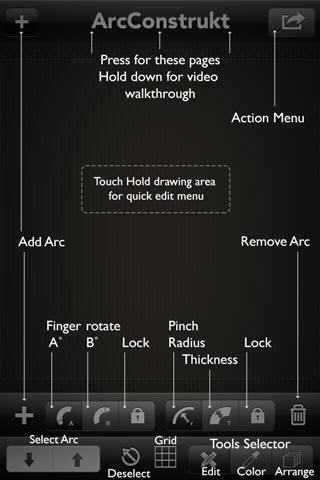 ArcConstrukt
Press for these pages
Hold down for video
walkthrough
Action Menu
Touch Hold drawing area
for quick edit menu
Add Arc
Remove Arc
Finger rotate
A° B° Lock
Pinch
Radius
Thickness
Lock
A
B
r
T
Select Arc
Deselect
Grid
Tools Selector
Edit
Color
Arrange